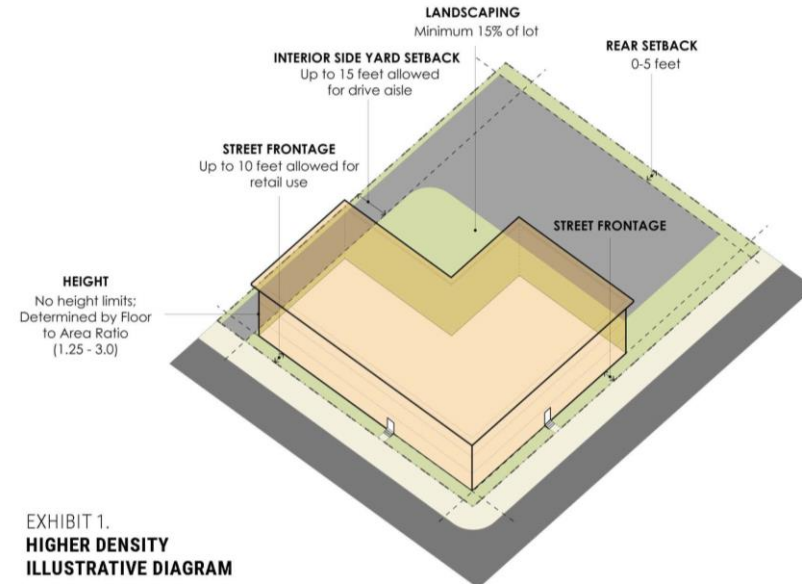 LANDSCAPING
Minimum 15% of lot
INTERIOR SIDE YARD SETBACK
Up to 15 feet allowed
for drive aisle
REAR SETBACK
0-5 feet
STREET FRONTAGE
Up to 10 feet allowed for
retail use
STREET FRONTAGE
HEIGHT
No height limits;
Determined by Floor
to Area Ratio
(1.25 - 3.0)
EXHIBIT 1.
HIGHER DENSITY
ILLUSTRATIVE DIAGRAM